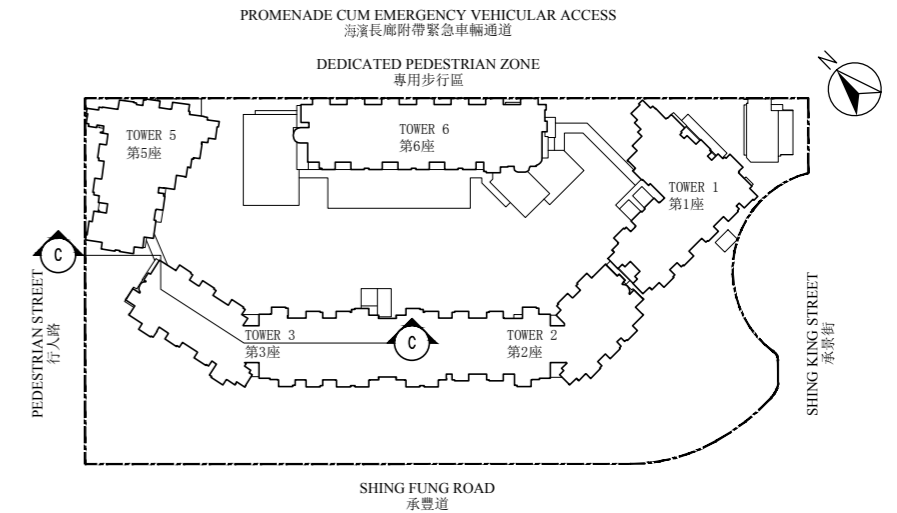 PROMENADE CUM EMERGENCY VEHICULAR ACCESS
海濱長廊附帶緊急車輛通道
DEDICATED PEDESTRIAN ZONE
專用步行區
N
TOWER 5
第5座
TOWER 6
第6座
TOWER 1
第1座
C
PEDESTRIAN STREET
行人路
TOWER 3
第3座
C
TOWER 2
第2座
SHING KING STREET
承景街
SHING FUNG ROAD
承豐道